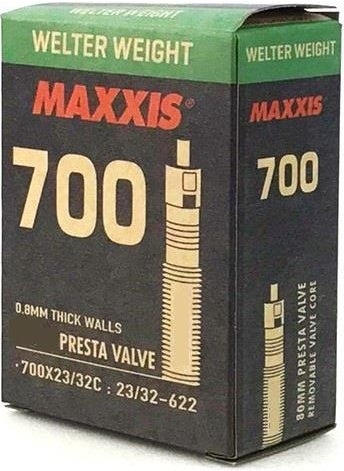 WELTER WEIGHT
MAXXIS®
700
0.8MM THICK WALLS
PRESTA VALVE
·700X23/32C : 23/32-622
WELTER WEIGHT
700
80MM PRESTA VALVE
REMOVABLE VALVE CORE